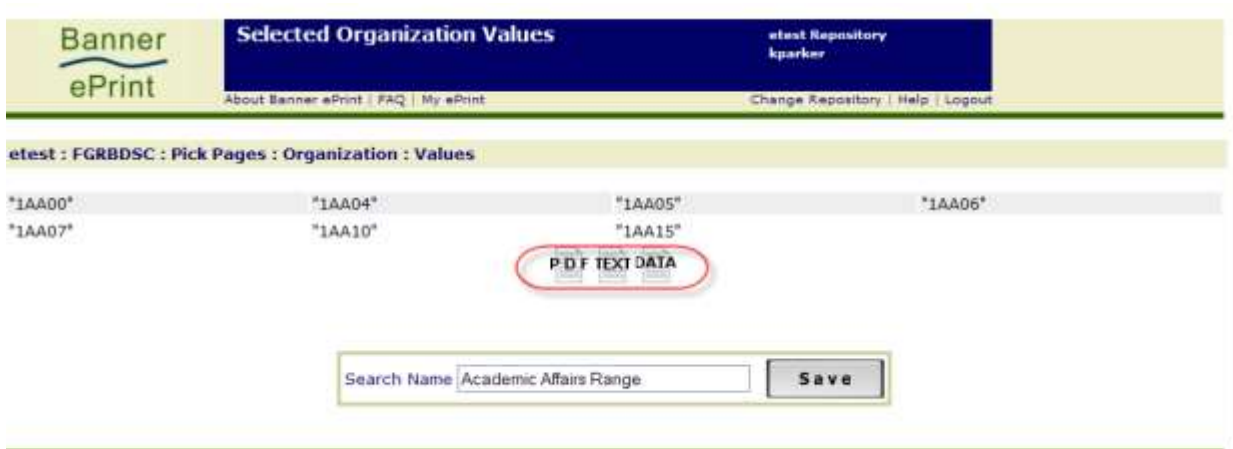 Banner
ePrint
Selected Organization Values
etest Repository
kparker
About Banner ePrint | FAQ | My ePrint
Change Repository | Help | Logout
etest : FGRBDSC : Pick Pages : Organization : Values
"1AA00" "1AA04" "1AA05" "1AA06"
"1AA07" "1AA10" "1AA15"
PDF TEXT DATA
Search Name Academic Affairs Range Save